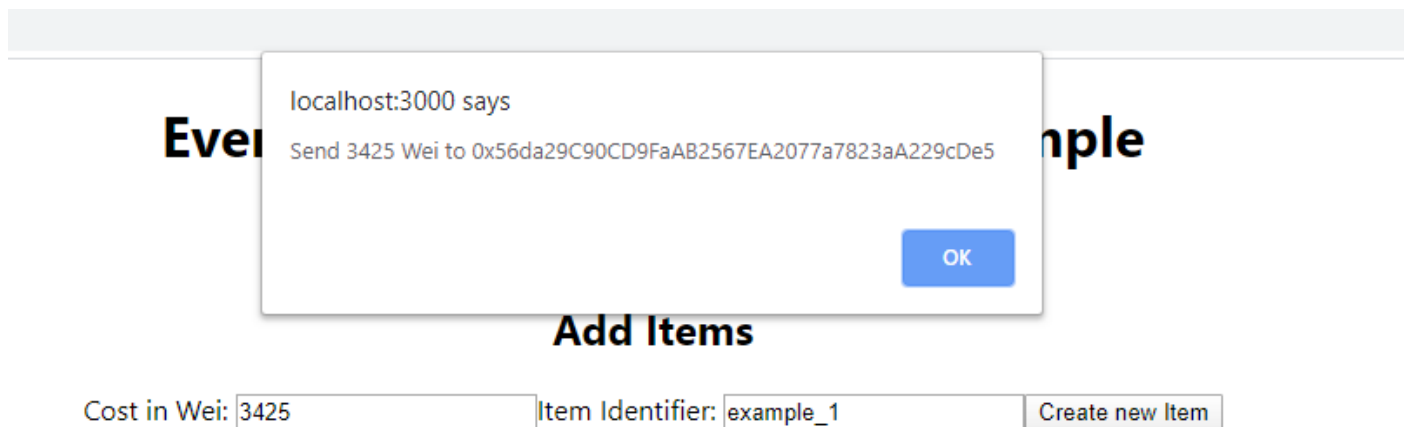 localhost:3000 says
Send 3425 Wei to 0x56da29C90CD9FaAB2567EA2077a7823aA229cDe5
OK
Add Items
Cost in Wei: 3425 Item Identifier: example_1 Create new Item